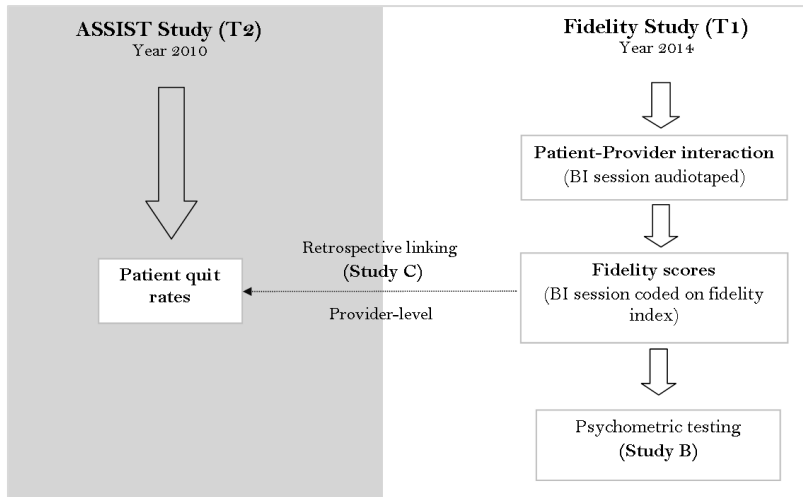 ASSIST Study (T2)
Year 2010
Patient quit
rates
Retrospective linking
(Study C)
Provider-level
Fidelity Study (T1)
Year 2014
Patient-Provider interaction
(BI session audiotaped)
Fidelity scores
(BI session coded on fidelity
index)
Psychometric testing
(Study B)